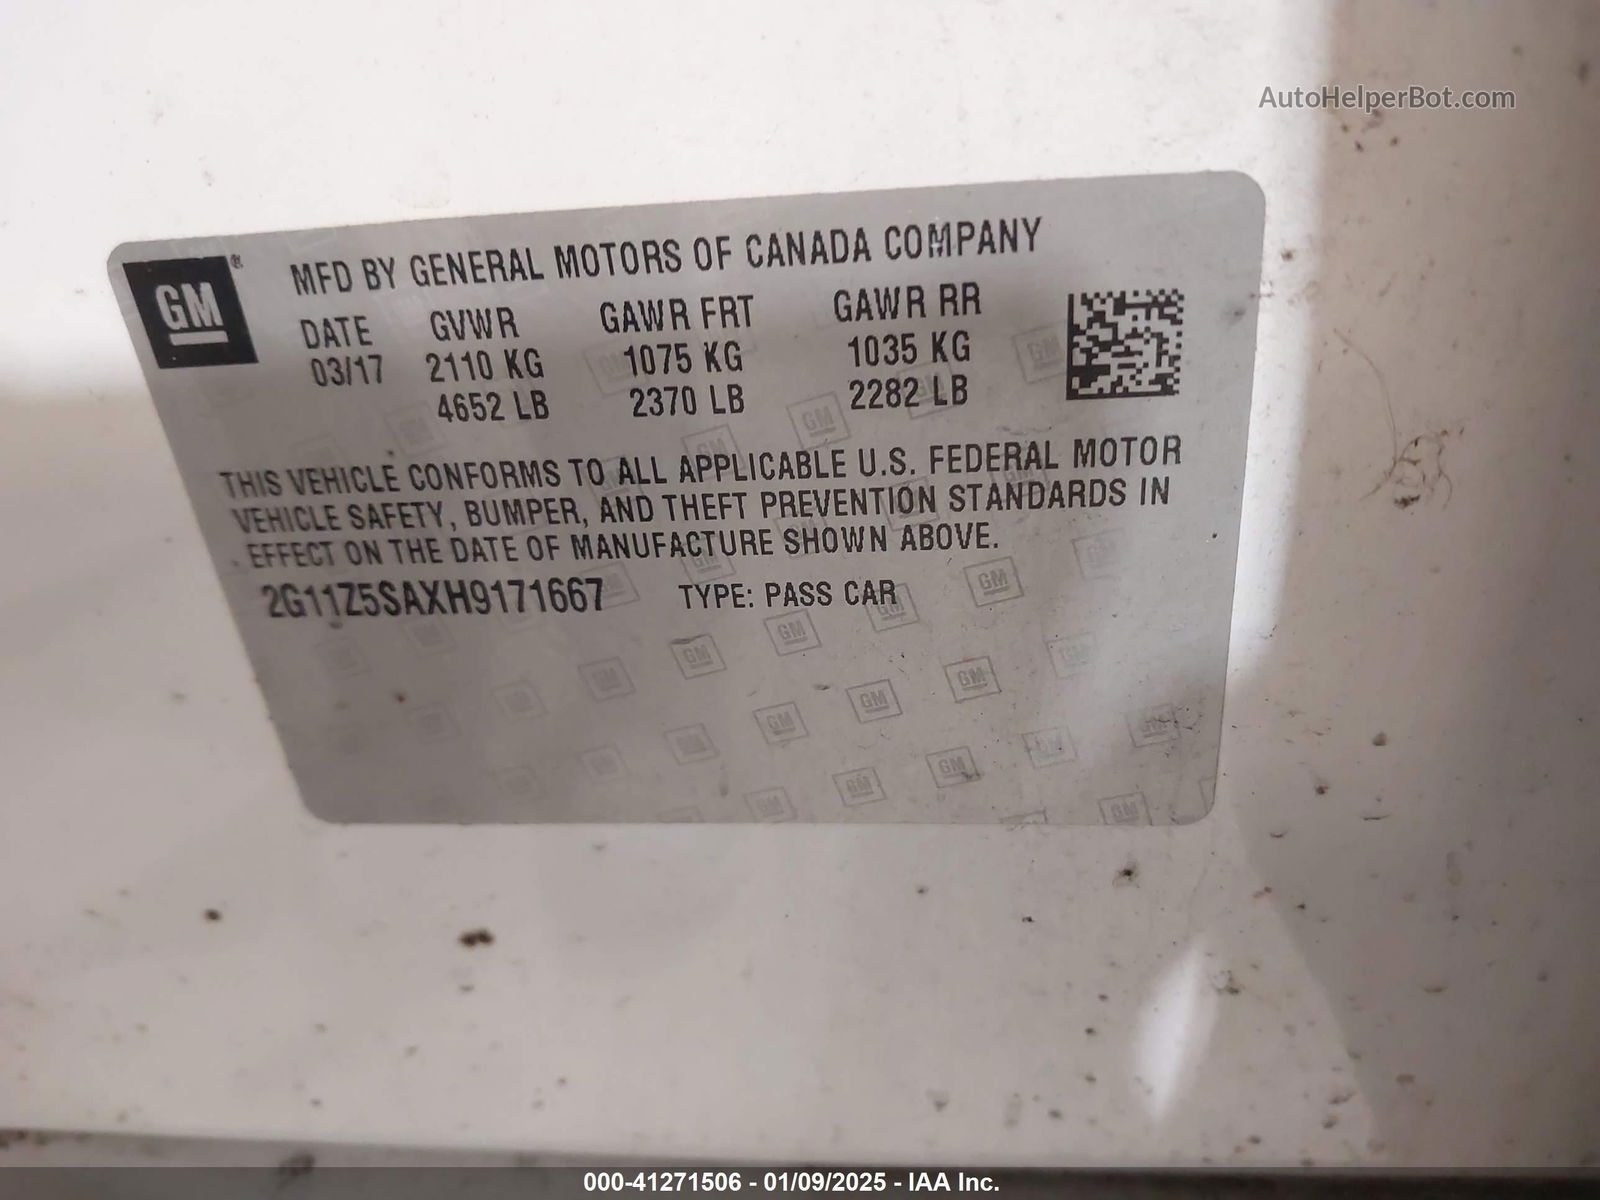 AutoHelperBot.com
GM®
MFD BY GENERAL MOTORS OF CANADA COMPANY
DATE GVWR GAWR FRT GAWR RR
03/17 2110 KG 1075 KG 1035 KG
4652 LB 2370 LB 2282 LB
THIS VEHICLE CONFORMS TO ALL APPLICABLE U.S. FEDERAL MOTOR
VEHICLE SAFETY, BUMPER, AND THEFT PREVENTION STANDARDS IN
EFFECT ON THE DATE OF MANUFACTURE SHOWN ABOVE.
2G11Z5SAXH9171667 TYPE: PASS CAR
000-41271506 - 01/09/2025 - IAA Inc.